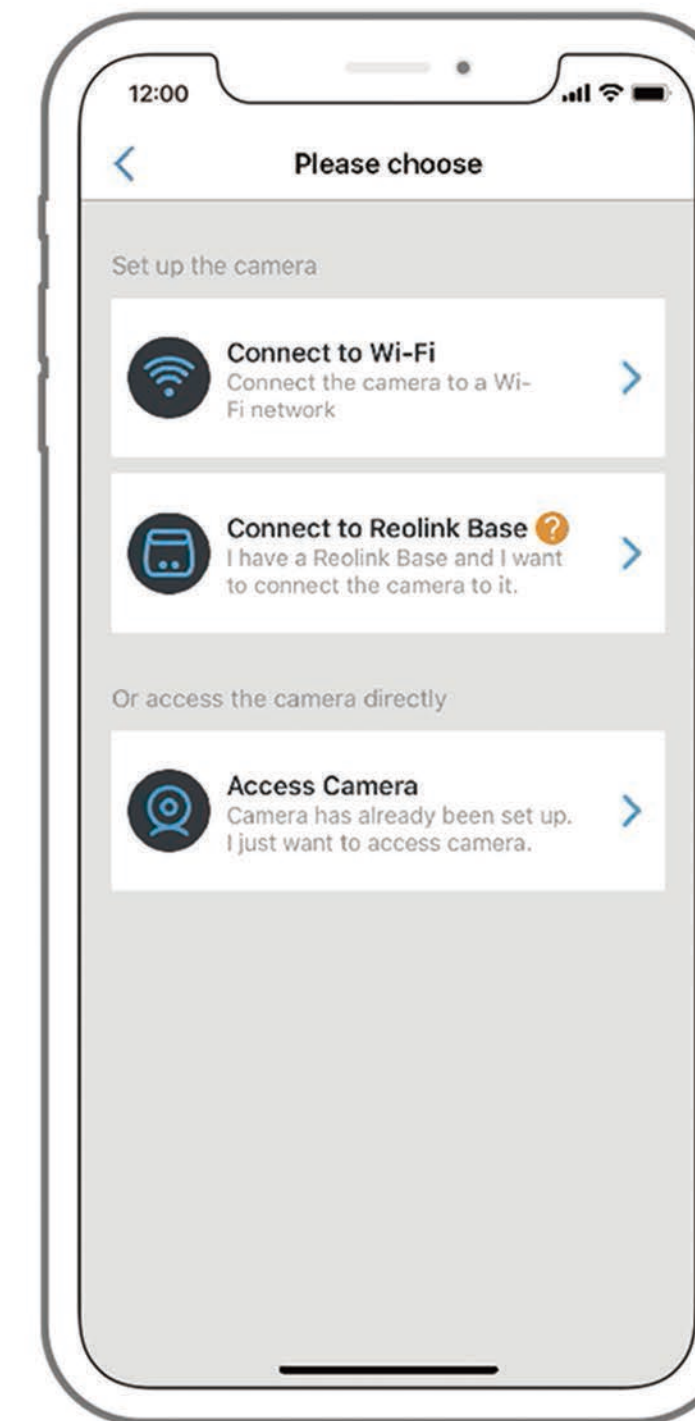 12:00
Please choose
Set up the camera
Connect to Wi-Fi
Connect the camera to a Wi-
Fi network
Connect to Reolink Base ?
I have a Reolink Base and I want
to connect the camera to it.
Or access the camera directly
Access Camera
Camera has already been set up.
I just want to access camera.